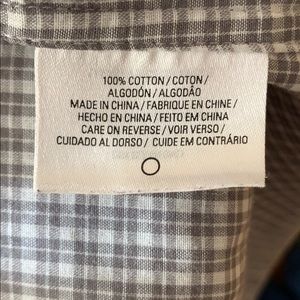 100% COTTON / COTON /
ALGODÓN / ALGODÃO
MADE IN CHINA / FABRIQUE EN CHINE /
HECHO EN CHINA / FEITO EM CHINA
CARE ON REVERSE / VOIR VERSO /
CUIDADO AL DORSO / CUIDE EM CONTRÁRIO